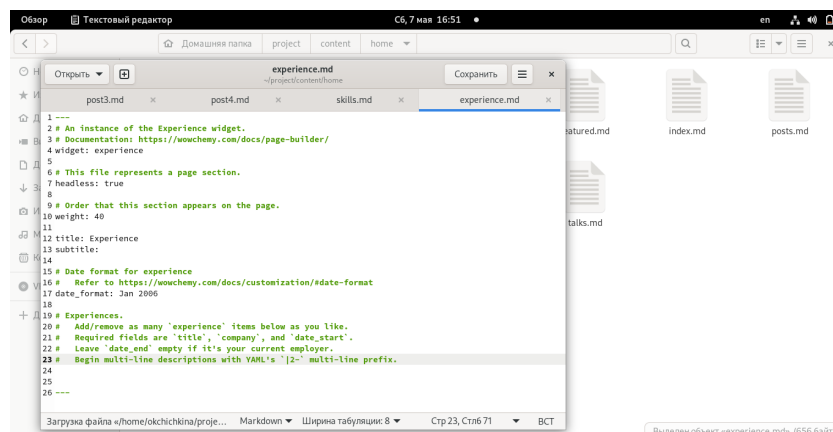 Обзор Текстовый редактор Сб, 7 мая 16:51 en
Домашняя папка project content home
Открыть experience.md Сохранить
~/project/content/home
post3.md post4.md skills.md experience.md
1 ---
2 # An instance of the Experience widget.
3 # Documentation: https://wowchemy.com/docs/page-builder/
4 widget: experience
5
6 # This file represents a page section.
7 headless: true
8
9 # Order that this section appears on the page.
10 weight: 40
11
12 title: Experience
13 subtitle:
14
15 # Date format for experience
16 #   Refer to https://wowchemy.com/docs/customization/#date-format
17 date_format: Jan 2006
18
19 # Experiences.
20 #   Add/remove as many `experience` items below as you like.
21 #   Required fields are `title`, `company`, and `date_start`.
22 #   Leave `date_end` empty if it's your current employer.
23 #   Begin multi-line descriptions with YAML's `|2-` multi-line prefix.
24
25
26 ---
Загрузка файла «/home/okchichkina/proje… Markdown Ширина табуляции: 8 Стр 23, Стлб 71 ВСТ
eatured.md index.md posts.md
talks.md
Выделен объект «experience.md» (656 байт